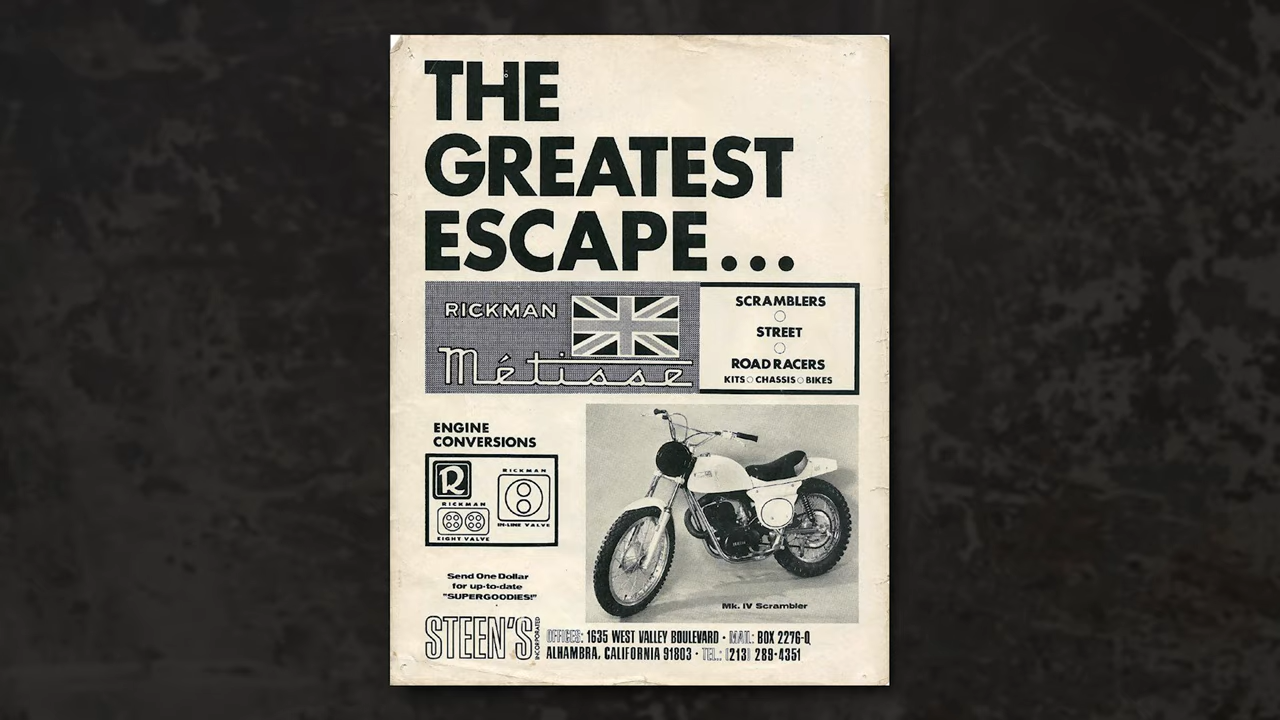 THE
GREATEST
ESCAPE...
RICKMAN
Métisse
SCRAMBLERS
STREET
ROAD RACERS
KITS○CHASSIS○BIKES
ENGINE
CONVERSIONS
R
RICKMAN
EIGHT VALVE
RICKMAN
IN-LINE VALVE
Mk. IV Scrambler
Send One Dollar
for up-to-date
"SUPERGOODIES!"
STEEN'S INCORPORATED
OFFICES: 1635 WEST VALLEY BOULEVARD • MAIL: BOX 2276-Q,
ALHAMBRA, CALIFORNIA 91803 • TEL.: (213) 289-4351